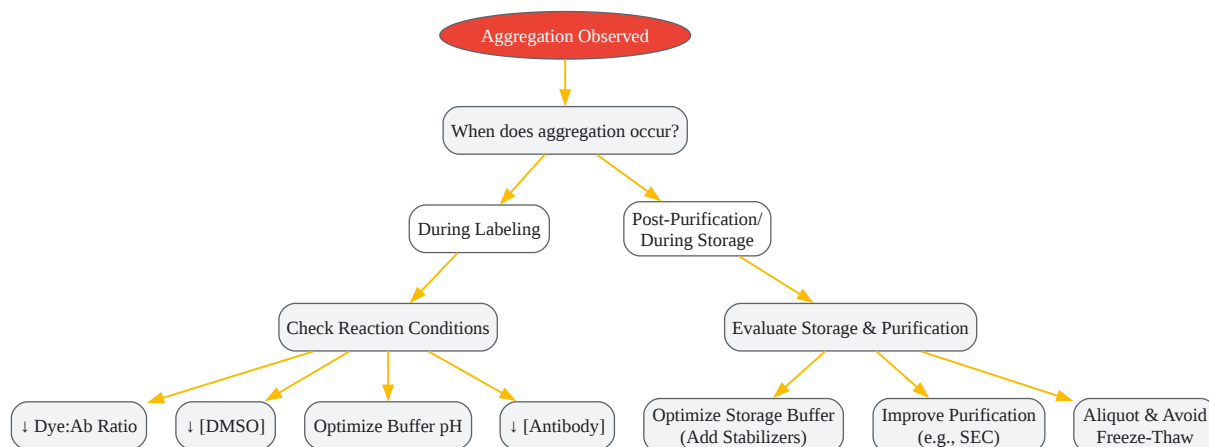 Aggregation Observed
When does aggregation occur?
During Labeling
Post-Purification/
During Storage
Check Reaction Conditions
Evaluate Storage & Purification
↓ Dye:Ab Ratio
↓ [DMSO]
Optimize Buffer pH
↓ [Antibody]
Optimize Storage Buffer
(Add Stabilizers)
Improve Purification
(e.g., SEC)
Aliquot & Avoid
Freeze-Thaw